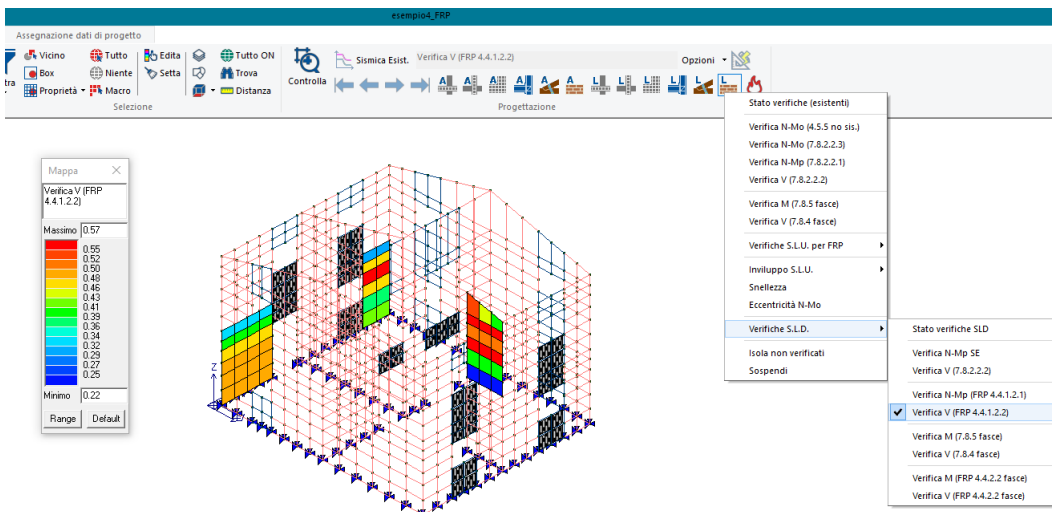 esempio4_FRP
Assegnazione dati di progetto
Vicino
Tutto
Edita
Tutto ON
Box
Niente
Setta
Trova
Proprietà
Macro
Distanza
Selezione
Controlla
Sismica Esist.
Verifica V (FRP 4.4.1.2.2)
Opzioni
Progettazione
Stato verifiche (esistenti)
Verifica N-Mo (4.5.5 no sis.)
Verifica N-Mo (7.8.2.2.3)
Verifica N-Mp (7.8.2.2.1)
Verifica V (7.8.2.2.2)
Verifica M (7.8.5 fasce)
Verifica V (7.8.4 fasce)
Verifiche S.L.U. per FRP
Inviluppo S.L.U.
Snellezza
Eccentricità N-Mo
Verifiche S.L.D.
Isola non verificati
Sospendi
Stato verifiche SLD
Verifica N-Mp SE
Verifica V (7.8.2.2.2)
Verifica N-Mp (FRP 4.4.1.2.1)
Verifica V (FRP 4.4.1.2.2)
Verifica M (7.8.5 fasce)
Verifica V (7.8.4 fasce)
Verifica M (FRP 4.4.2.2 fasce)
Verifica V (FRP 4.4.2.2 fasce)
Mappa
Verifica V (FRP
4.4.1.2.2)
Massimo 0.57
0.55
0.52
0.50
0.48
0.46
0.43
0.41
0.39
0.36
0.34
0.32
0.29
0.27
0.25
Minimo 0.22
Range Default
Z